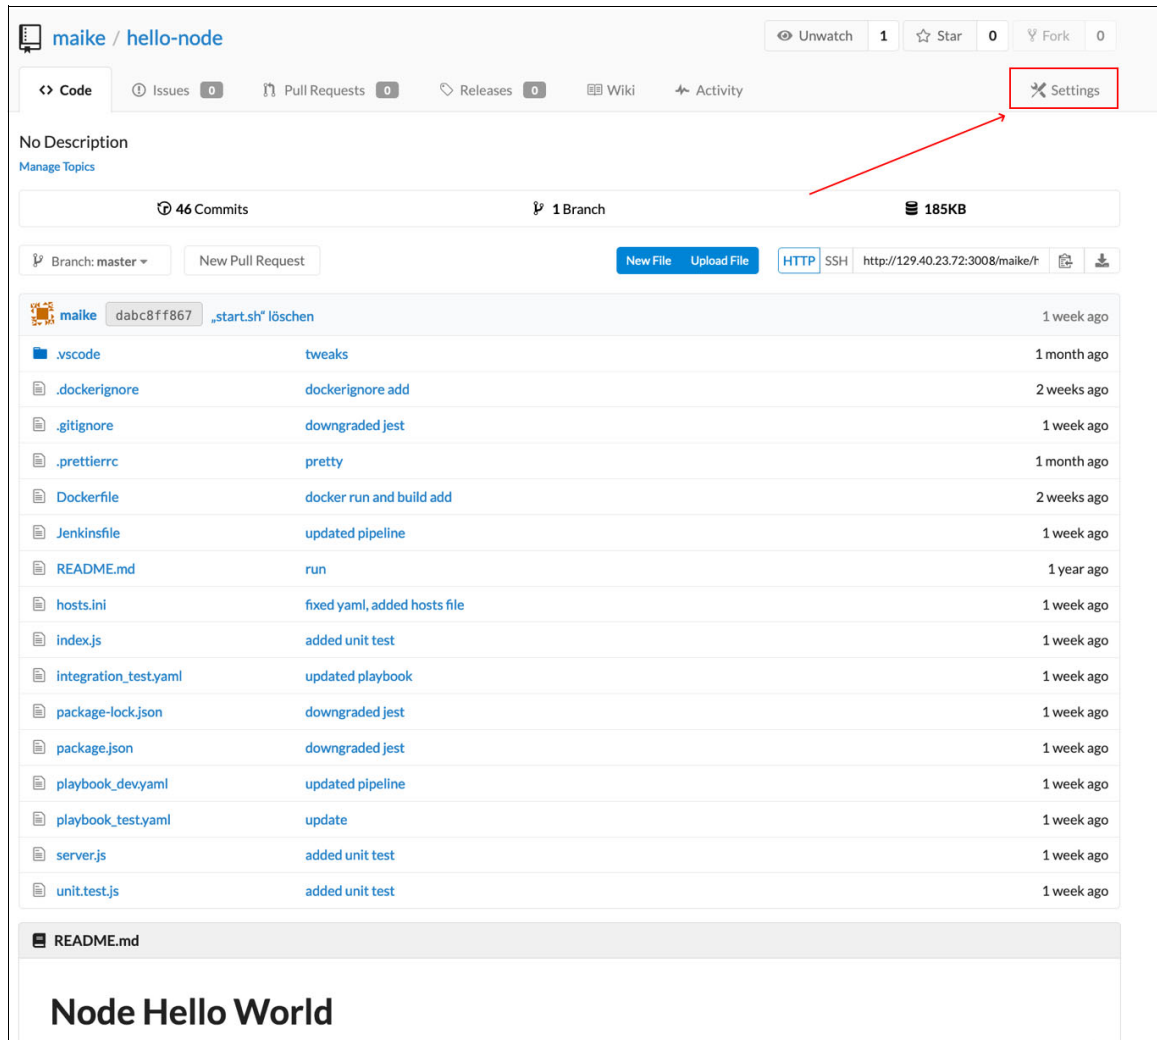 maike / hello-node Unwatch 1 Star 0 Fork 0
Code Issues 0 Pull Requests 0 Releases 0 Wiki Activity Settings
No Description
Manage Topics
46 Commits 1 Branch 185KB
Branch: master New Pull Request New File Upload File HTTP SSH http://129.40.23.72:3008/maike/h
maike dabc8ff867 „start.sh“ löschen 1 week ago
.vscode tweaks 1 month ago
.dockerignore dockerignore add 2 weeks ago
.gitignore downgraded jest 1 week ago
.prettierrc pretty 1 month ago
Dockerfile docker run and build add 2 weeks ago
Jenkinsfile updated pipeline 1 week ago
README.md run 1 year ago
hosts.ini fixed yaml, added hosts file 1 week ago
index.js added unit test 1 week ago
integration_test.yaml updated playbook 1 week ago
package-lock.json downgraded jest 1 week ago
package.json downgraded jest 1 week ago
playbook_dev.yaml updated pipeline 1 week ago
playbook_test.yaml update 1 week ago
server.js added unit test 1 week ago
unit.test.js added unit test 1 week ago
README.md
Node Hello World